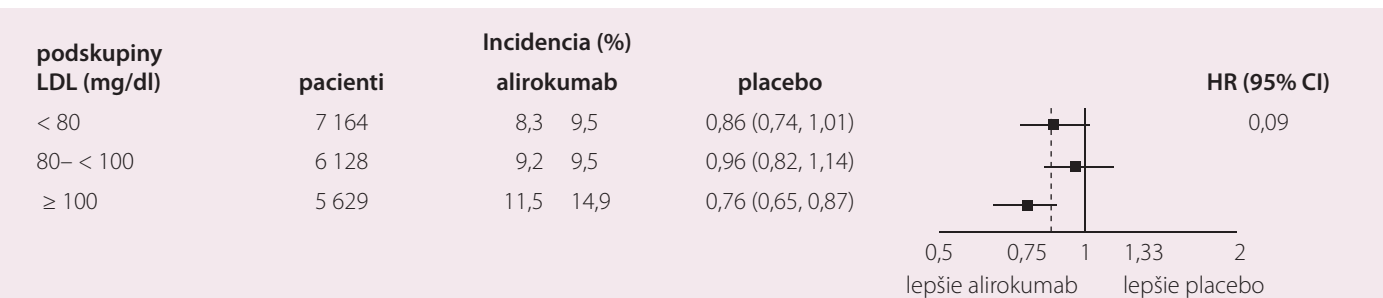 Incidencia (%)
podskupiny
LDL (mg/dl) pacienti alirokumab placebo HR (95% CI)
< 80 7 164 8,3 9,5 0,86 (0,74, 1,01) 0,09
80– < 100 6 128 9,2 9,5 0,96 (0,82, 1,14)
≥ 100 5 629 11,5 14,9 0,76 (0,65, 0,87)
0,5 0,75 1 1,33 2
lepšie alirokumab lepšie placebo